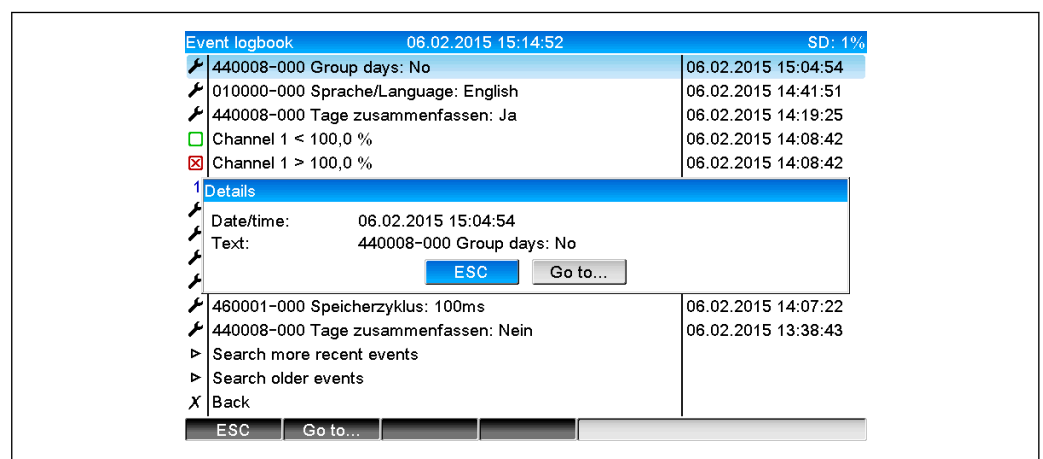 Event logbook 06.02.2015 15:14:52 SD: 1%
440008-000 Group days: No 06.02.2015 15:04:54
010000-000 Sprache/Language: English 06.02.2015 14:41:51
440008-000 Tage zusammenfassen: Ja 06.02.2015 14:19:25
Channel 1 < 100,0 % 06.02.2015 14:08:42
Channel 1 > 100,0 % 06.02.2015 14:08:42
1
Details
Date/time: 06.02.2015 15:04:54
Text: 440008-000 Group days: No
ESC Go to...
460001-000 Speicherzyklus: 100ms 06.02.2015 14:07:22
440008-000 Tage zusammenfassen: Nein 06.02.2015 13:38:43
Search more recent events
Search older events
X Back
ESC Go to...